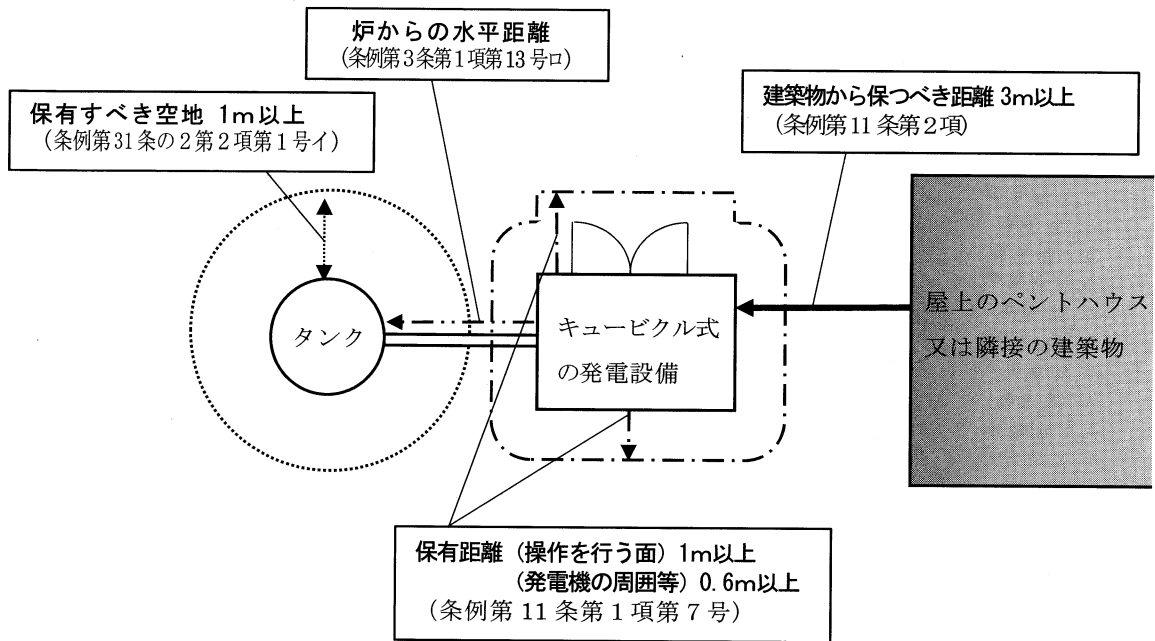 炉からの水平距離
(条例第3条第1項第13号ロ)
保有すべき空地 1m以上
(条例第31条の2第2項第1号イ)
建築物から保つべき距離 3m以上
(条例第11条第2項)
タンク
キュービクル式
の発電設備
屋上のペントハウス
又は隣接の建築物
保有距離 (操作を行う面) 1m以上
(発電機の周囲等) 0.6m以上
(条例第11条第1項第7号)